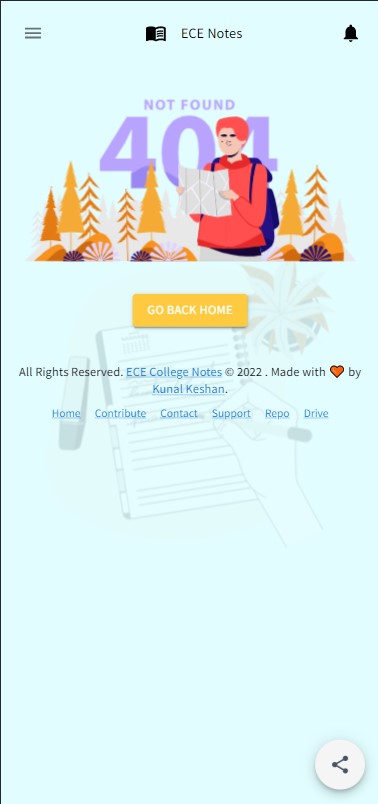 ECE Notes
NOT FOUND
404
GO BACK HOME
All Rights Reserved. ECE College Notes © 2022 . Made with 🧡 by
Kunal Keshan.
Home Contribute Contact Support Repo Drive